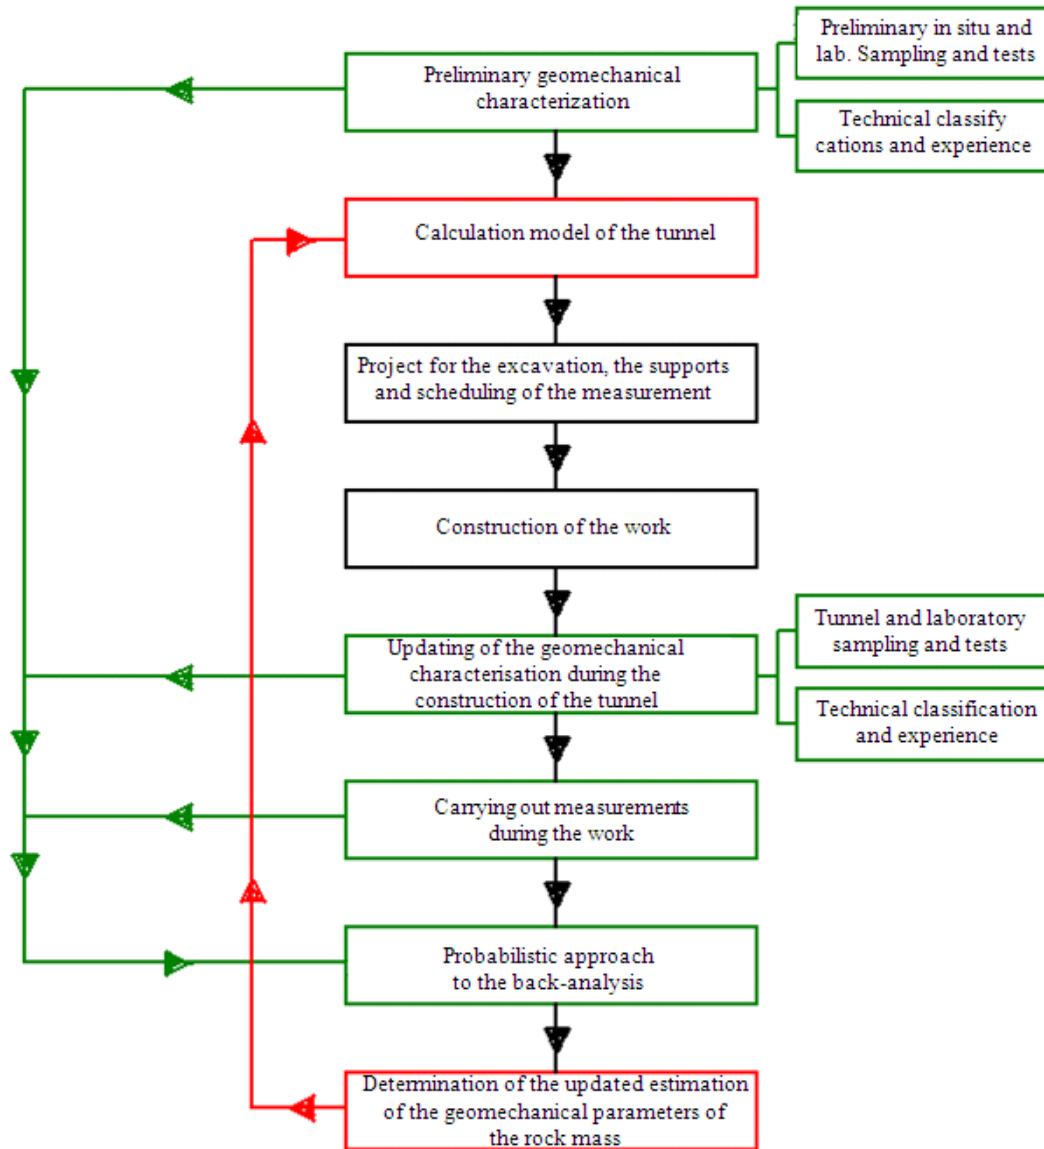 Preliminary in situ and
lab. Sampling and tests
Preliminary geomechanical
characterization
Technical classify
cations and experience
Calculation model of the tunnel
Project for the excavation, the supports
and scheduling of the measurement
Construction of the work
Updating of the geomechanical
characterisation during the
construction of the tunnel
Tunnel and laboratory
sampling and tests
Technical classification
and experience
Carrying out measurements
during the work
Probabilistic approach
to the back-analysis
Determination of the updated estimation
of the geomechanical parameters of
the rock mass